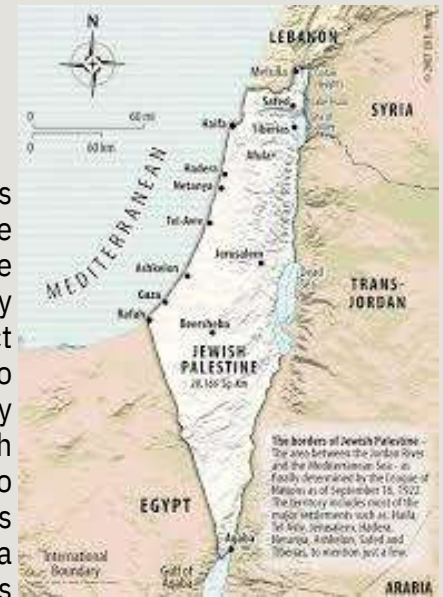 N
LEBANON
Metulla
Safed
SYRIA
Haifa
Tiberias
0 60 mi
0 60 km
Afula
Hadera
Netanya
MEDITERRANEAN
Tel-Aviv
Jerusalem
Ashkelon
Dead
TRANS-
JORDAN
Gaza
Rafah
Beersheba
JEWISH
PALESTINE
The borders of Jewish Palestine -
The area between the Jordan River
and the Mediterranean Sea - as
finally determined by the League of
Nations as of September 16, 1922.
The territory includes most of the
major settlements such as: Haifa,
Tel Aviv, Jerusalem, Hadera,
Netanya, Ashkelon, Safed and
Tiberias, to mention just a few.
EGYPT
Aqaba
International
Boundary
Gulf of
Aqaba
ARABIA
s
e
e
y
t
o
y
h
o
s
a
s